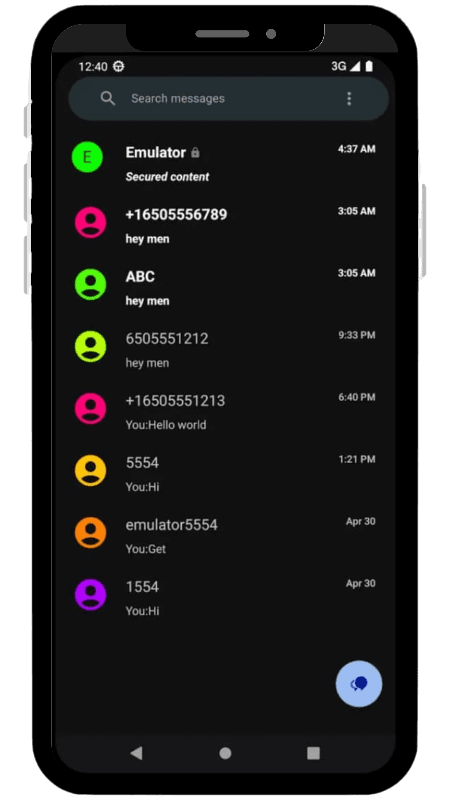 12:40 3G
Search messages
E Emulator 4:37 AM
Secured content
+16505556789 3:05 AM
hey men
ABC 3:05 AM
hey men
6505551212 9:33 PM
hey men
+16505551213 6:40 PM
You:Hello world
5554 1:21 PM
You:Hi
emulator5554 Apr 30
You:Get
1554 Apr 30
You:Hi